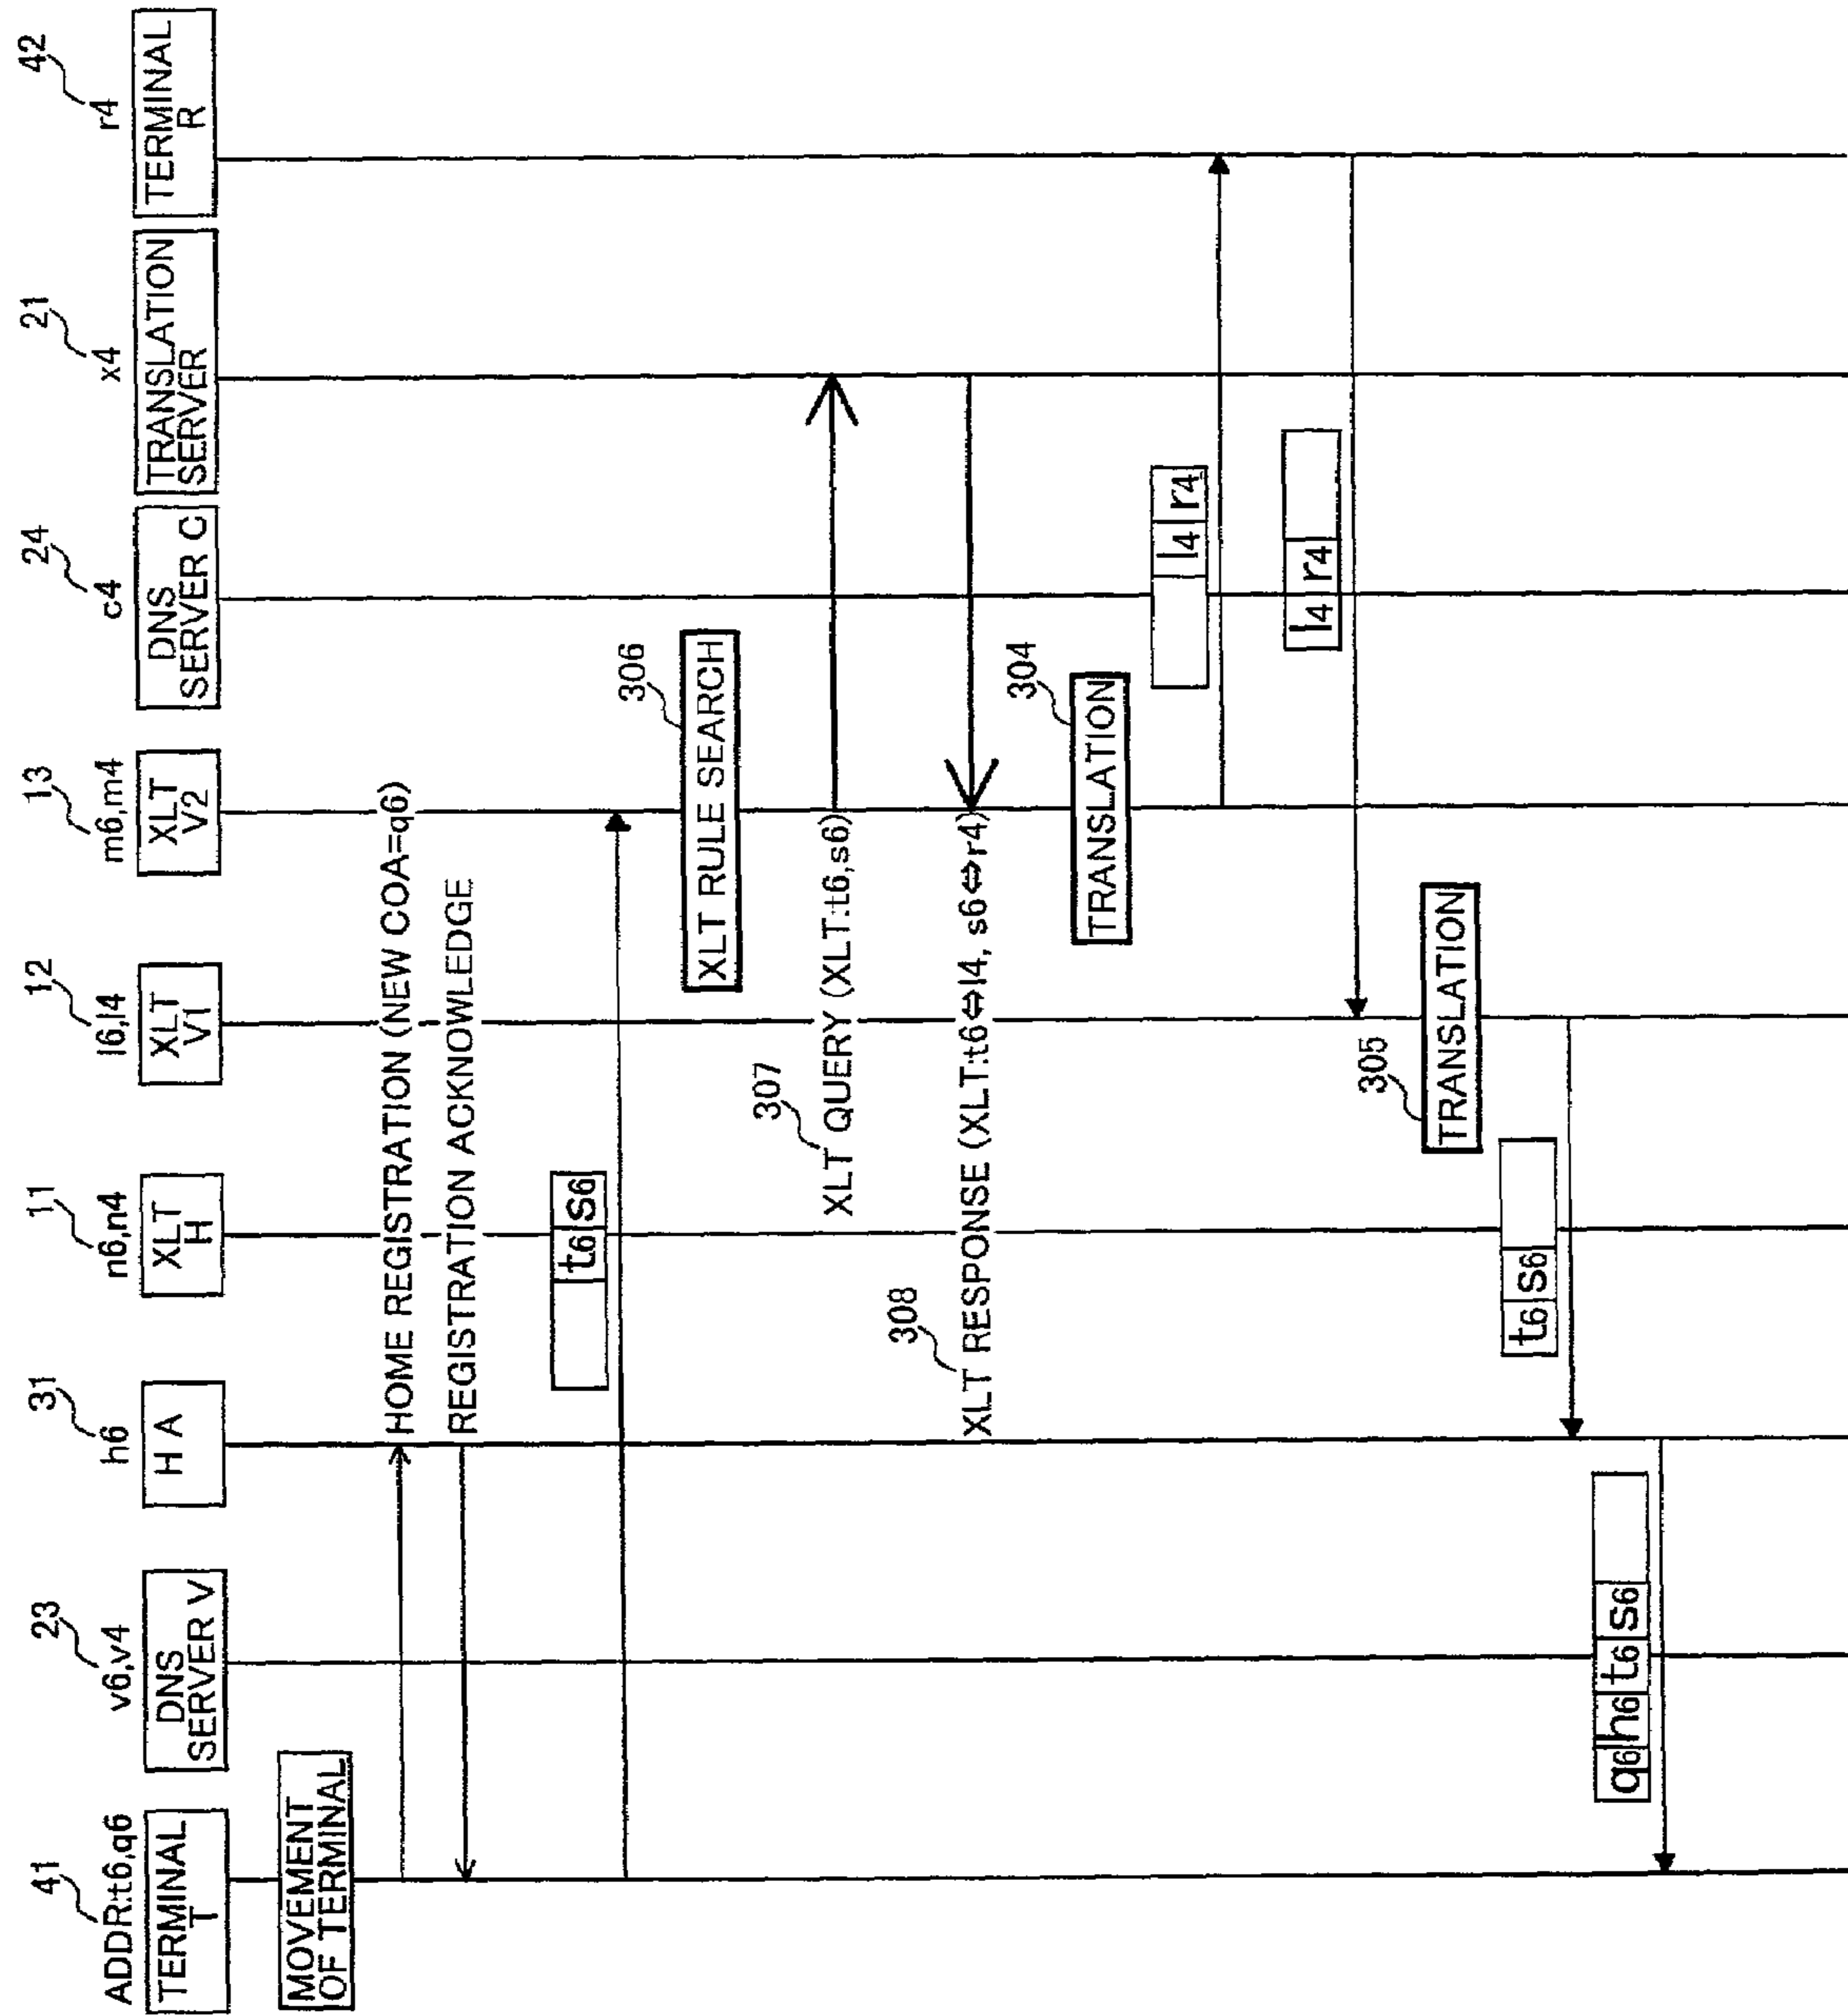 41
ADDR:t6,q6
TERMINAL
T
23
v6,v4
DNS
SERVER V
31
h6
H A
11
n6,n4
XLT
H
12
l6,l4
XLT
V1
13
m6,m4
XLT
V2
24
c4
DNS
SERVER C
21
x4
TRANSLATION
SERVER
42
r4
TERMINAL
R
MOVEMENT
OF TERMINAL
HOME REGISTRATION (NEW COA=q6)
REGISTRATION ACKNOWLEDGE
t6 s6
306
XLT RULE SEARCH
307
XLT QUERY (XLT:t6,s6)
308
XLT RESPONSE (XLT:t6⇔l4, s6⇔r4)
304
TRANSLATION
l4 r4
l4 r4
305
TRANSLATION
t6 s6
q6 h6 t6 s6